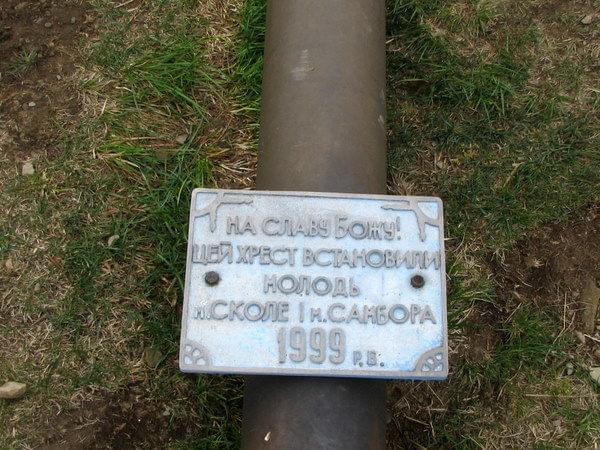 НА СЛАВУ БОЖУ!
ЦЕЙ ХРЕСТ ВСТАНОВИЛИ
МОЛОДЬ
м.СКОЛЕ І м.САМБОРА
1999 Р.Б.